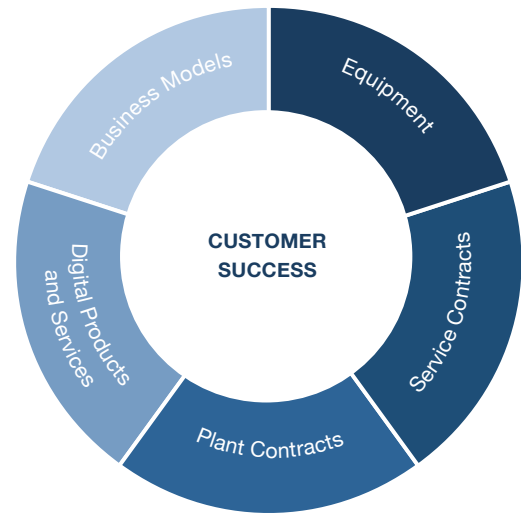 Equipment
Service Contracts
Plant Contracts
Digital Products
and Services
Business Models
CUSTOMER
SUCCESS